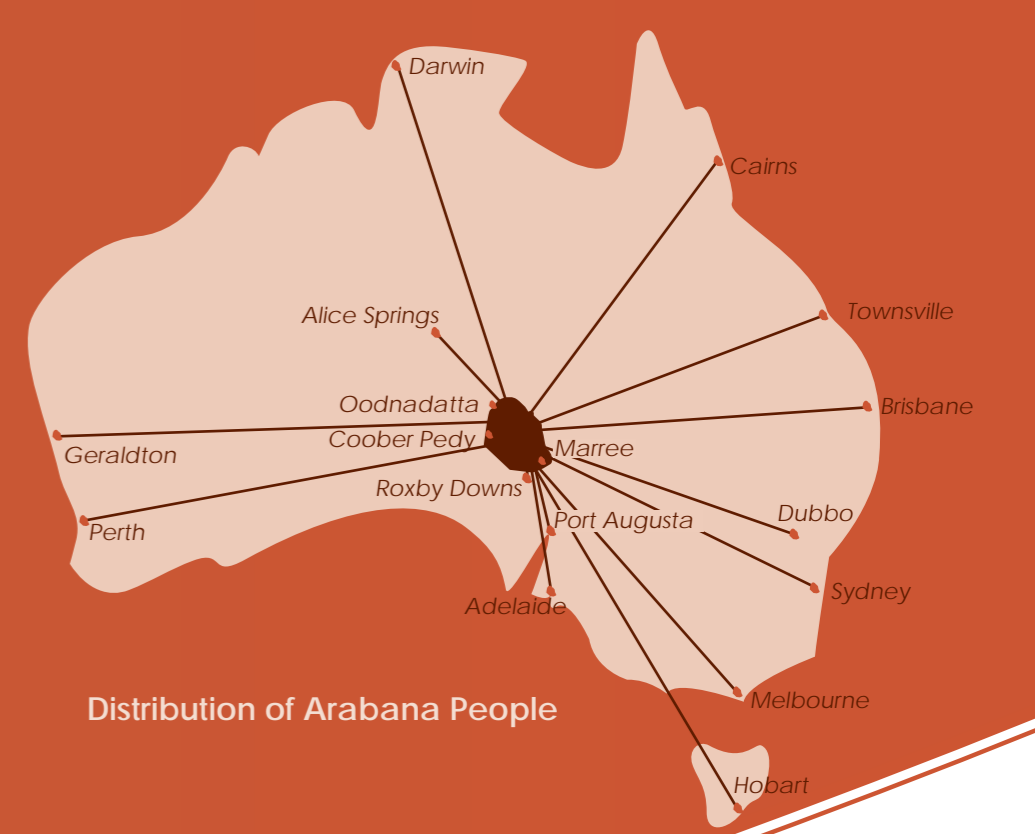 Darwin
Cairns
Alice Springs
Townsville
Oodnadatta
Brisbane
Coober Pedy
Marree
Geraldton
Roxby Downs
Port Augusta
Dubbo
Perth
Sydney
Adelaide
Melbourne
Distribution of Arabana People
Hobart